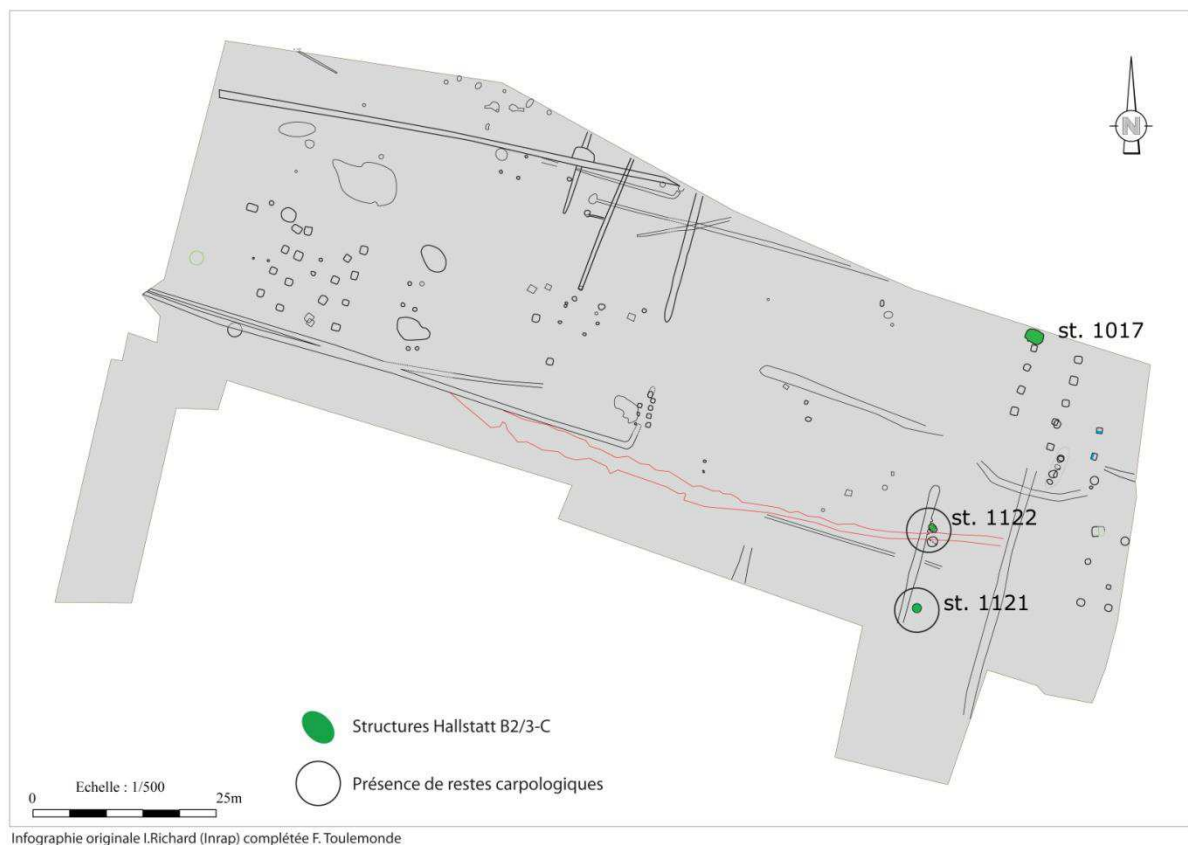 N
st. 1017
st. 1122
st. 1121
Structures Hallstatt B2/3-C
Présence de restes carpologiques
Echelle : 1/500
0 25m
Infographie originale I.Richard (Inrap) complétée F. Toulemonde